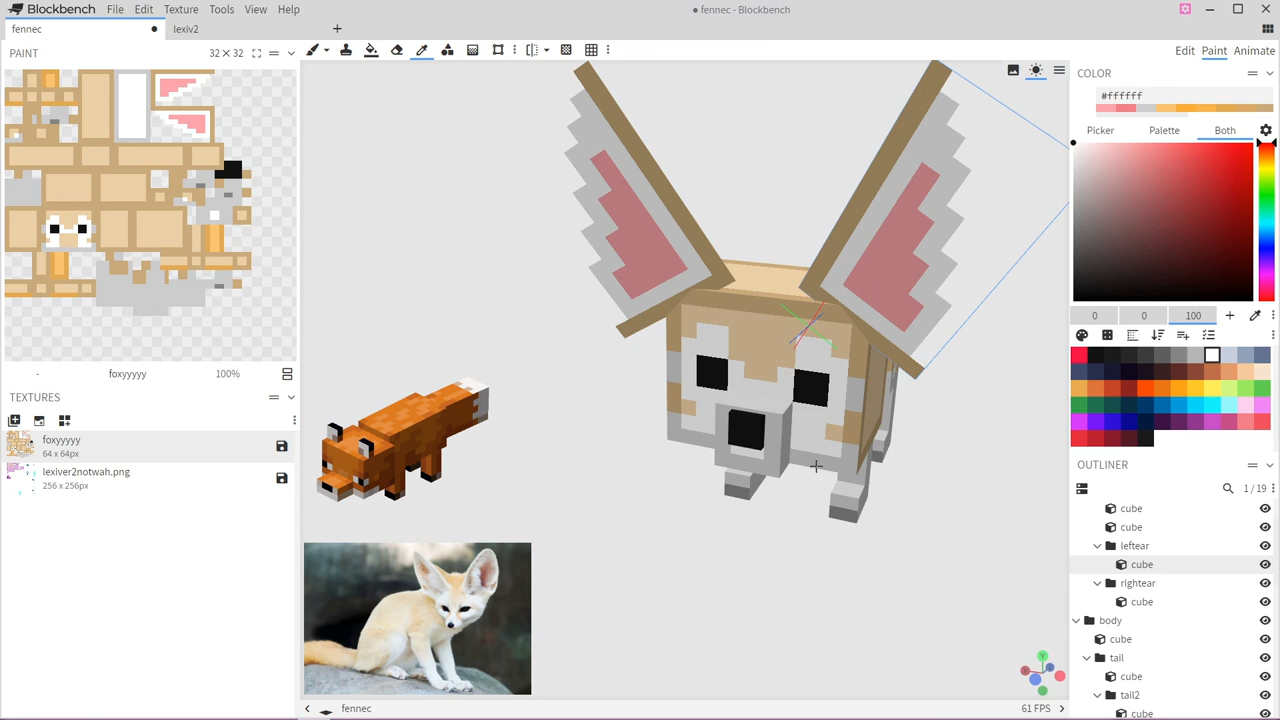 Blockbench File Edit Texture Tools View Help
fennec - Blockbench
fennec
lexiv2
PAINT 32 × 32
Edit Paint Animate
COLOR
#ffffff
Picker Palette Both
0 0 100
- foxyyyyy 100%
TEXTURES
foxyyyyy
64 x 64px
lexiver2notwah.png
256 x 256px
OUTLINER
1 / 19
cube
cube
leftear
cube
rightear
cube
body
cube
tail
cube
tail2
cube
fennec
61 FPS
Y
X